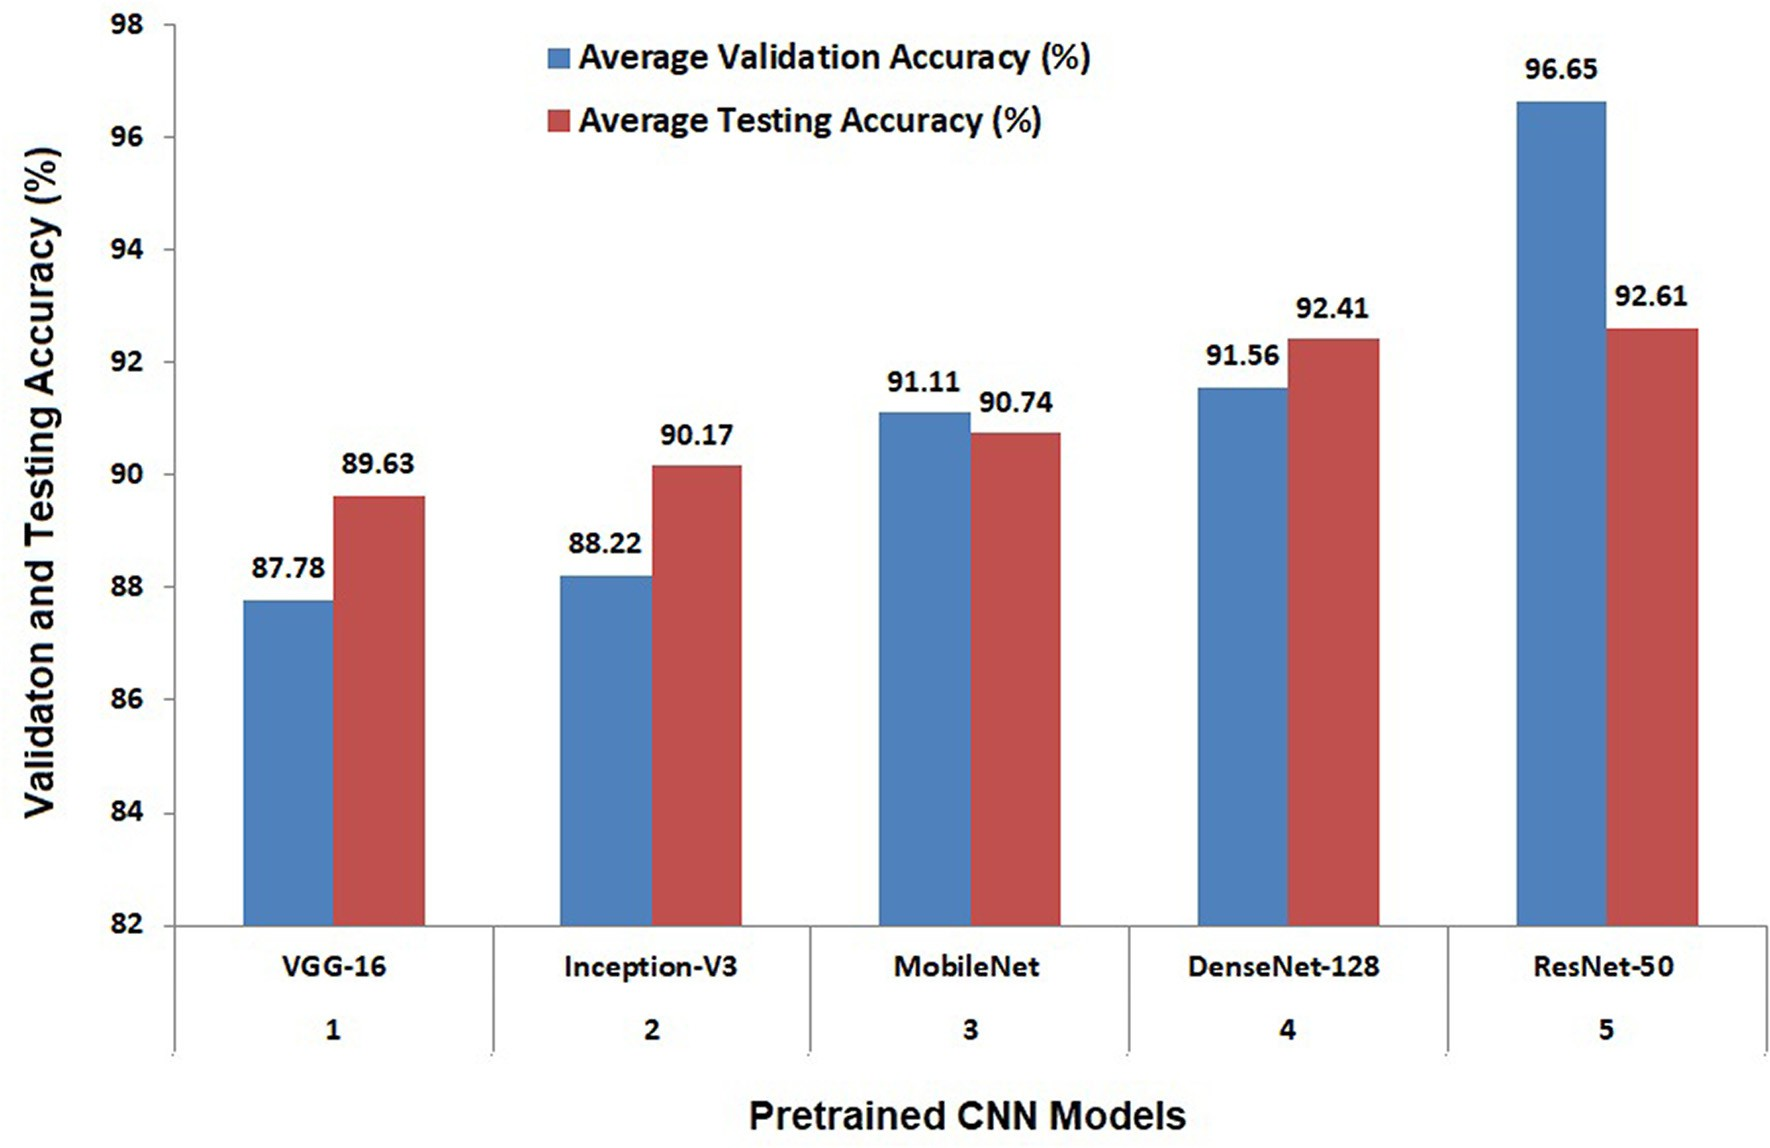 98
96
94
92
90
88
86
84
82
Validaton and Testing Accuracy (%)
Average Validation Accuracy (%)
Average Testing Accuracy (%)
87.78
89.63
88.22
90.17
91.11
90.74
91.56
92.41
96.65
92.61
VGG-16
Inception-V3
MobileNet
DenseNet-128
ResNet-50
1
2
3
4
5
Pretrained CNN Models